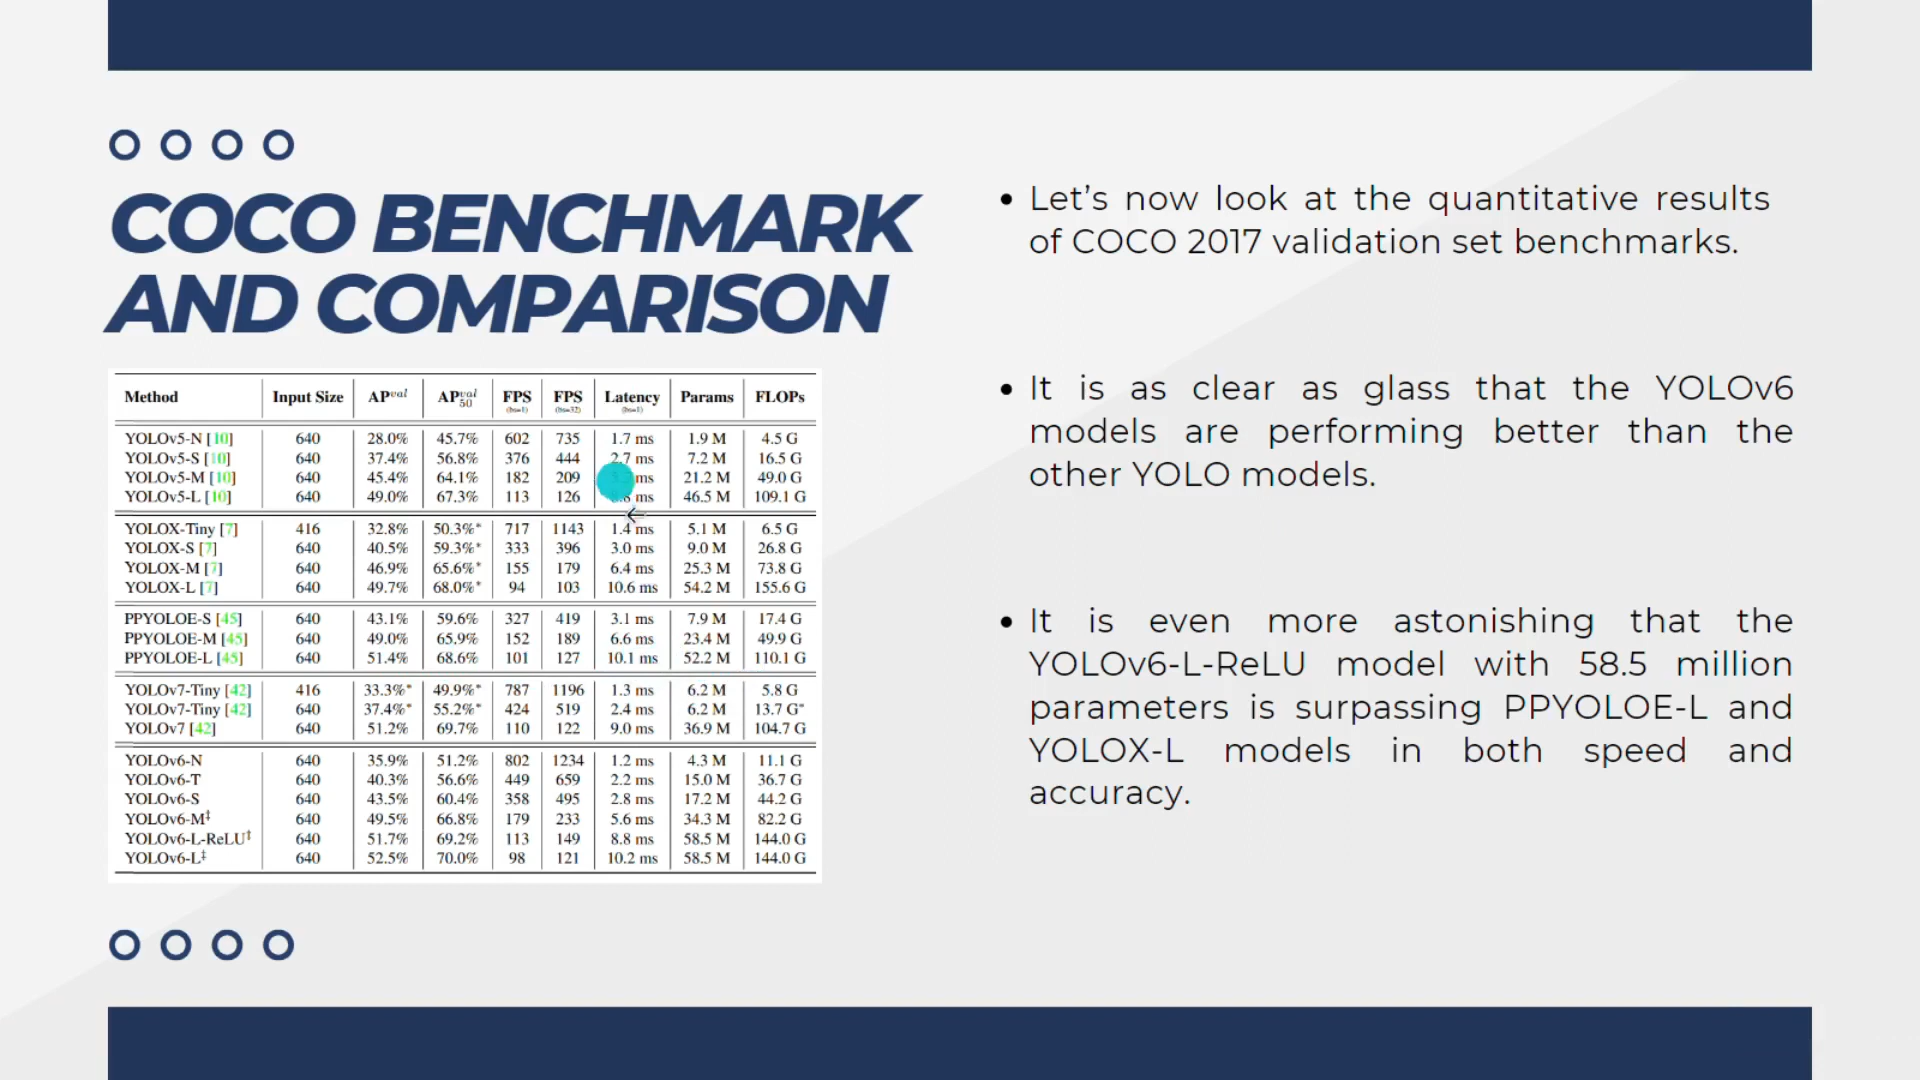 COCO BENCHMARK
AND COMPARISON
Method Input Size AP^val AP50^val FPS (bs=1) FPS (bs=32) Latency (bs=1) Params FLOPs
YOLOv5-N [10] 640 28.0% 45.7% 602 735 1.7 ms 1.9 M 4.5 G
YOLOv5-S [10] 640 37.4% 56.8% 376 444 2.7 ms 7.2 M 16.5 G
YOLOv5-M [10] 640 45.4% 64.1% 182 209 ms 21.2 M 49.0 G
YOLOv5-L [10] 640 49.0% 67.3% 113 126 ms 46.5 M 109.1 G
YOLOX-Tiny [7] 416 32.8% 50.3%* 717 1143 1.4 ms 5.1 M 6.5 G
YOLOX-S [7] 640 40.5% 59.3%* 333 396 3.0 ms 9.0 M 26.8 G
YOLOX-M [7] 640 46.9% 65.6%* 155 179 6.4 ms 25.3 M 73.8 G
YOLOX-L [7] 640 49.7% 68.0%* 94 103 10.6 ms 54.2 M 155.6 G
PPYOLOE-S [45] 640 43.1% 59.6% 327 419 3.1 ms 7.9 M 17.4 G
PPYOLOE-M [45] 640 49.0% 65.9% 152 189 6.6 ms 23.4 M 49.9 G
PPYOLOE-L [45] 640 51.4% 68.6% 101 127 10.1 ms 52.2 M 110.1 G
YOLOv7-Tiny [42] 416 33.3%* 49.9%* 787 1196 1.3 ms 6.2 M 5.8 G
YOLOv7-Tiny [42] 640 37.4%* 55.2%* 424 519 2.4 ms 6.2 M 13.7 G*
YOLOv7 [42] 640 51.2% 69.7% 110 122 9.0 ms 36.9 M 104.7 G
YOLOv6-N 640 35.9% 51.2% 802 1234 1.2 ms 4.3 M 11.1 G
YOLOv6-T 640 40.3% 56.6% 449 659 2.2 ms 15.0 M 36.7 G
YOLOv6-S 640 43.5% 60.4% 358 495 2.8 ms 17.2 M 44.2 G
YOLOv6-M‡ 640 49.5% 66.8% 179 233 5.6 ms 34.3 M 82.2 G
YOLOv6-L-ReLU‡ 640 51.7% 69.2% 113 149 8.8 ms 58.5 M 144.0 G
YOLOv6-L‡ 640 52.5% 70.0% 98 121 10.2 ms 58.5 M 144.0 G
• Let’s now look at the quantitative results
of COCO 2017 validation set benchmarks.
• It is as clear as glass that the YOLOv6
models are performing better than the
other YOLO models.
• It is even more astonishing that the
YOLOv6-L-ReLU model with 58.5 million
parameters is surpassing PPYOLOE-L and
YOLOX-L models in both speed and
accuracy.